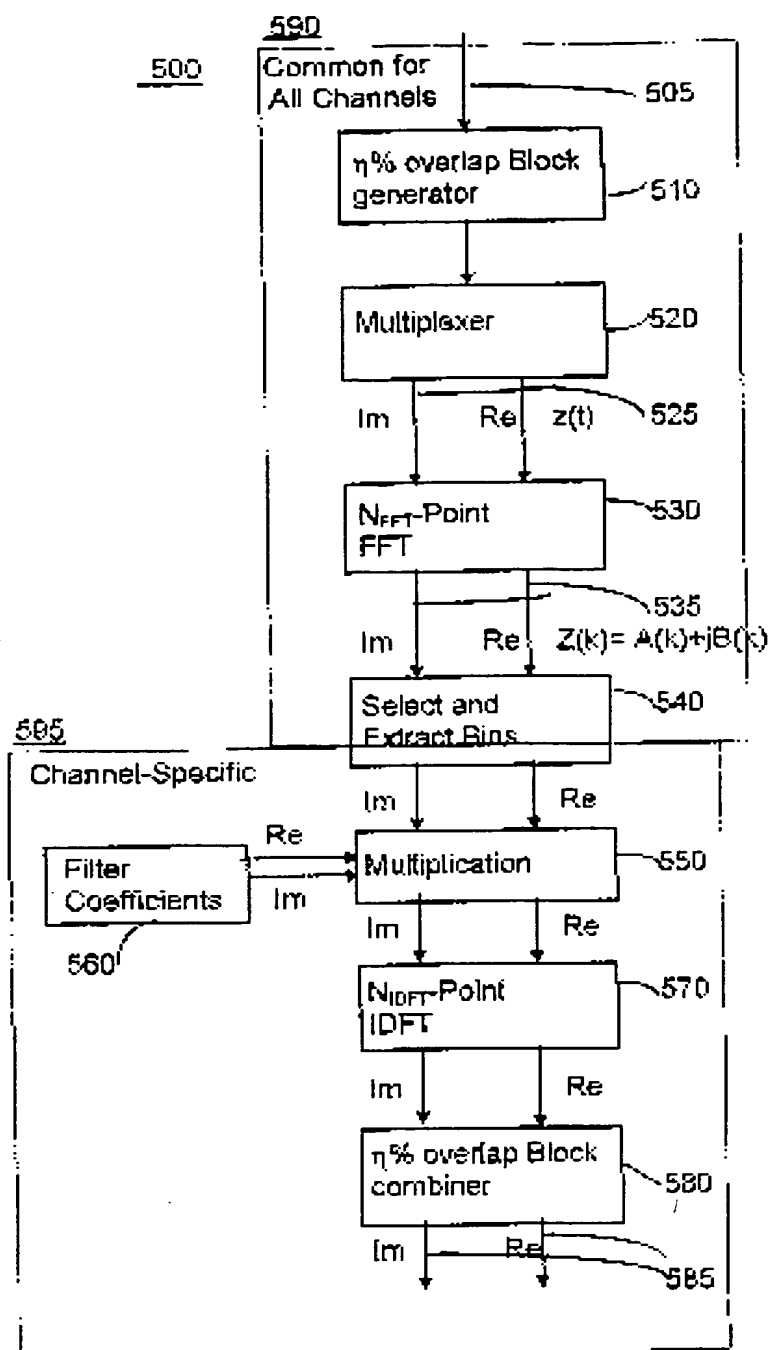 590
500
Common for
All Channels
505
η% overlap Block
generator
510
Multiplexer
520
Im
Re
z(t)
525
N_FFT-Point
FFT
530
535
Im
Re
Z(k)= A(k)+jB(k)
Select and
Extract Bins
540
595
Channel-Specific
Im
Re
Re
Filter
Coefficients
Im
Multiplication
550
560
Im
Re
N_IDFT-Point
IDFT
570
Im
Re
η% overlap Block
combiner
580
Im
Re
585